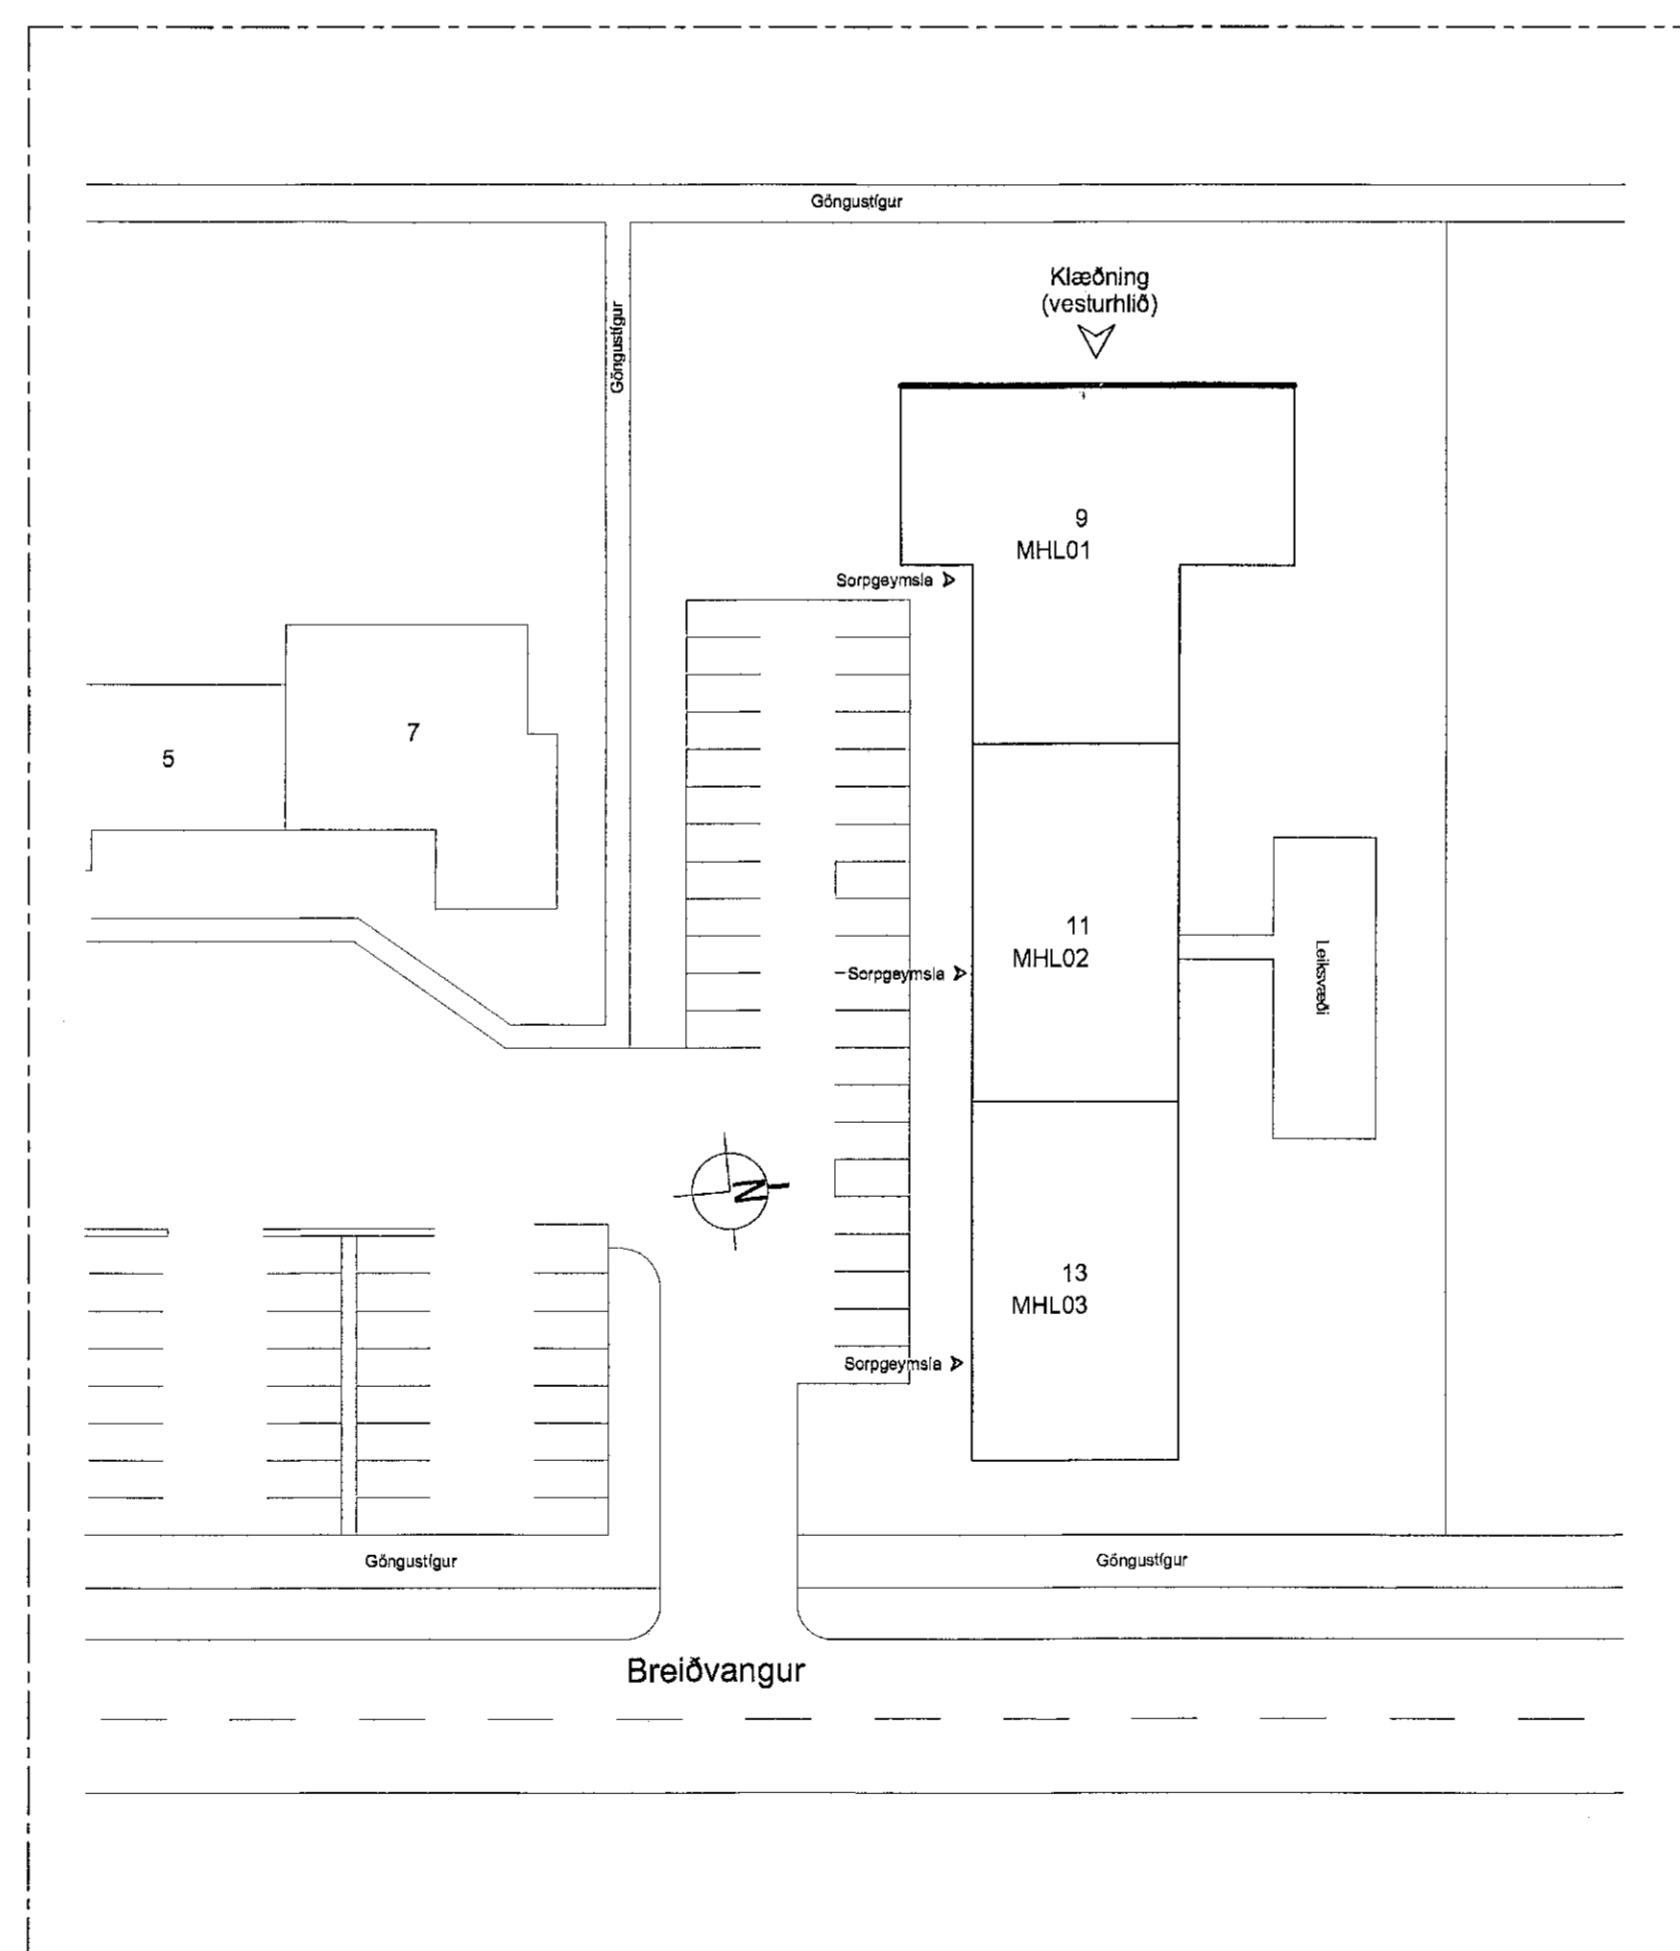 Göngustígur
Klæðning
(vesturhlið)
Göngustígur
9
MHL01
Sorpgeymsla
7
5
11
MHL02
Sorpgeymsla
Leiksvæði
N
13
MHL03
Sorpgeymsla
Göngustígur
Göngustígur
Breiðvangur